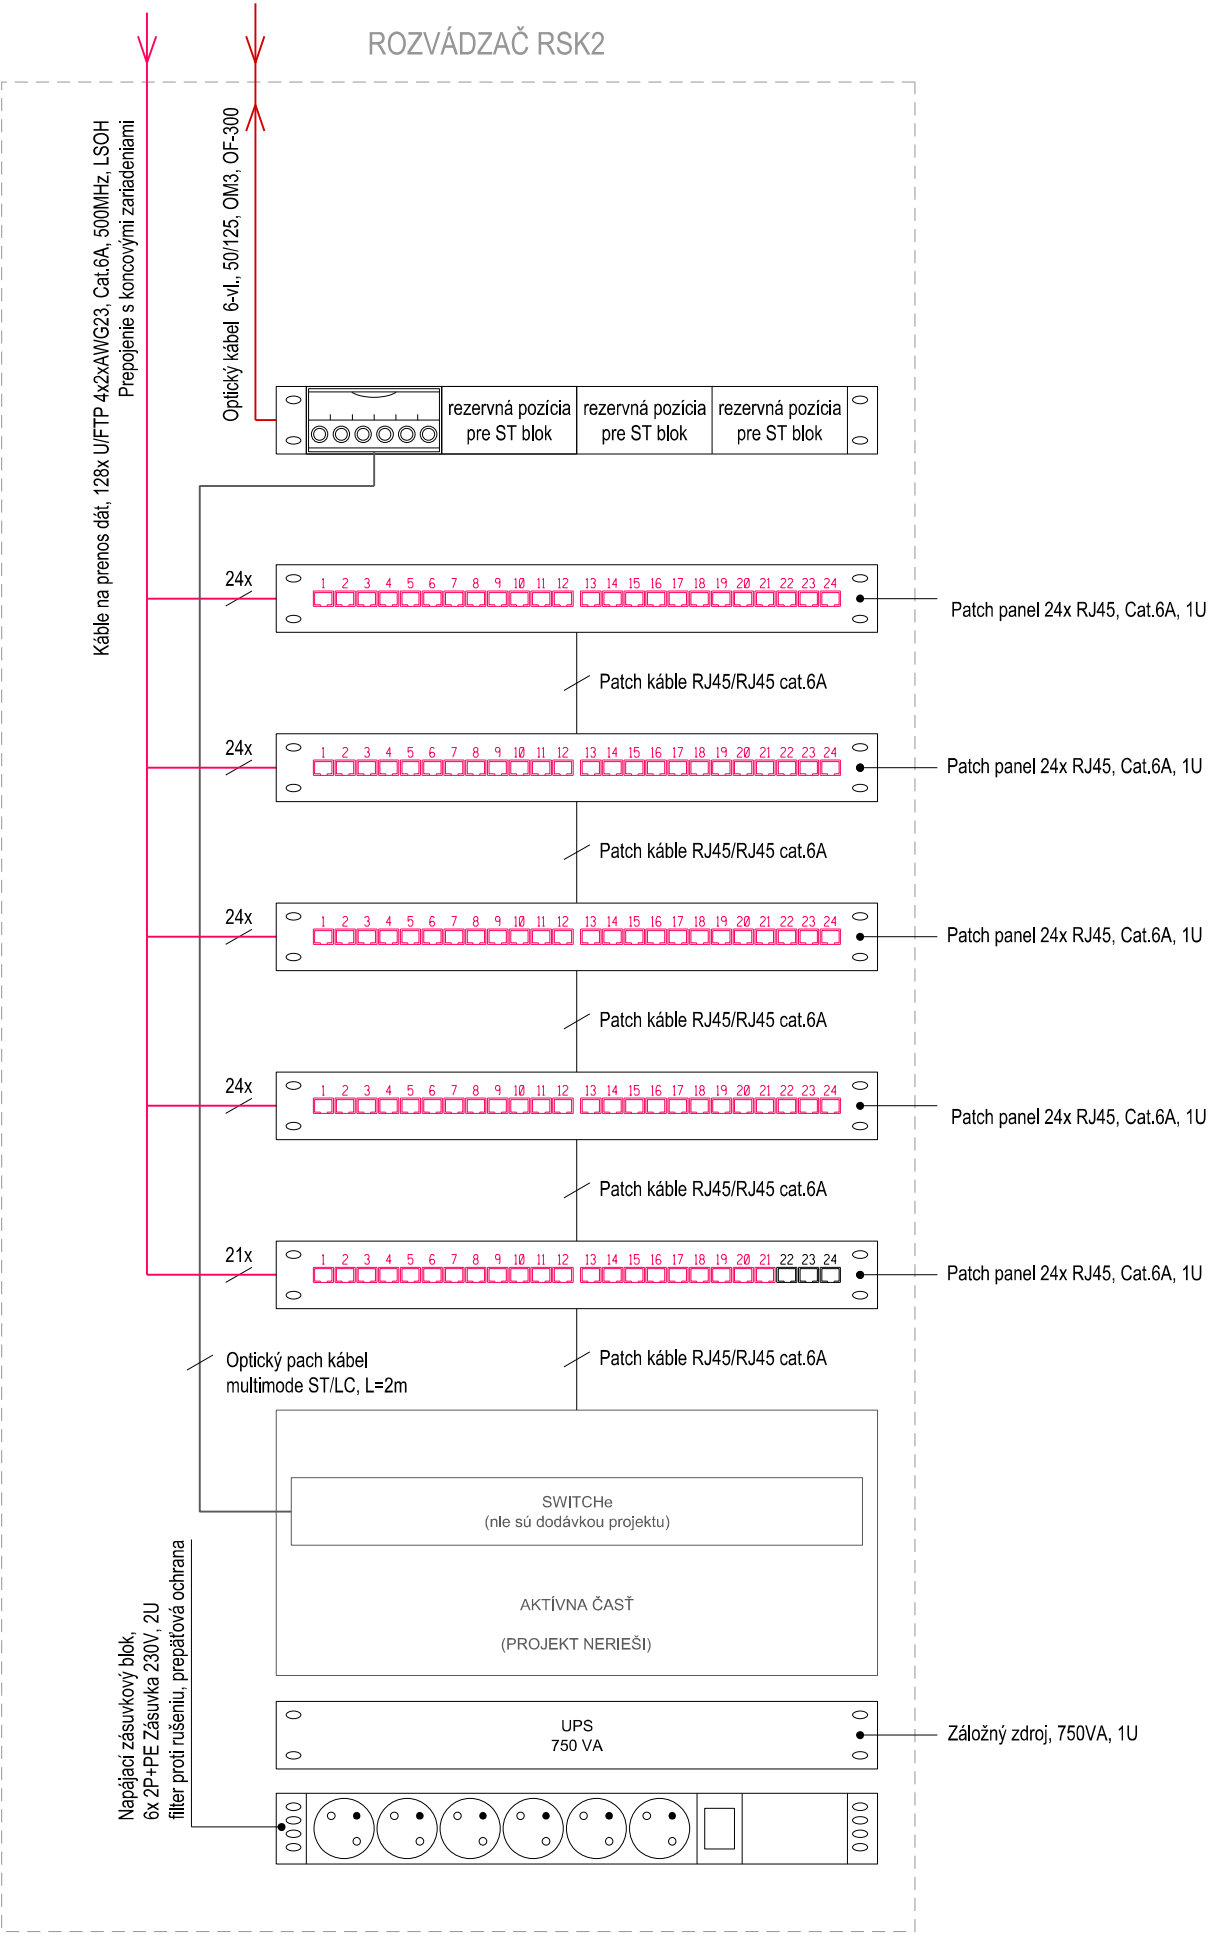 ROZVÁDZAČ RSK2
Káble na prenos dát, 128x U/FTP 4x2xAWG23, Cat.6A, 500MHz, LSOH
Prepojenie s koncovými zariadeniami
Optický kábel 6-vl., 50/125, OM3, OF-300
rezervná pozícia
pre ST blok
rezervná pozícia
pre ST blok
rezervná pozícia
pre ST blok
24x
1 2 3 4 5 6 7 8 9 10 11 12 13 14 15 16 17 18 19 20 21 22 23 24
Patch panel 24x RJ45, Cat.6A, 1U
Patch káble RJ45/RJ45 cat.6A
24x
1 2 3 4 5 6 7 8 9 10 11 12 13 14 15 16 17 18 19 20 21 22 23 24
Patch panel 24x RJ45, Cat.6A, 1U
Patch káble RJ45/RJ45 cat.6A
24x
1 2 3 4 5 6 7 8 9 10 11 12 13 14 15 16 17 18 19 20 21 22 23 24
Patch panel 24x RJ45, Cat.6A, 1U
Patch káble RJ45/RJ45 cat.6A
24x
1 2 3 4 5 6 7 8 9 10 11 12 13 14 15 16 17 18 19 20 21 22 23 24
Patch panel 24x RJ45, Cat.6A, 1U
Patch káble RJ45/RJ45 cat.6A
21x
1 2 3 4 5 6 7 8 9 10 11 12 13 14 15 16 17 18 19 20 21 22 23 24
Patch panel 24x RJ45, Cat.6A, 1U
Patch káble RJ45/RJ45 cat.6A
Optický pach kábel
multimode ST/LC, L=2m
SWITCHe
(nie sú dodávkou projektu)
AKTÍVNA ČASŤ
(PROJEKT NERIEŠI)
Napájací zásuvkový blok,
6x 2P+PE Zásuvka 230V, 2U
filter proti rušeniu, prepäťová ochrana
UPS
750 VA
Záložný zdroj, 750VA, 1U